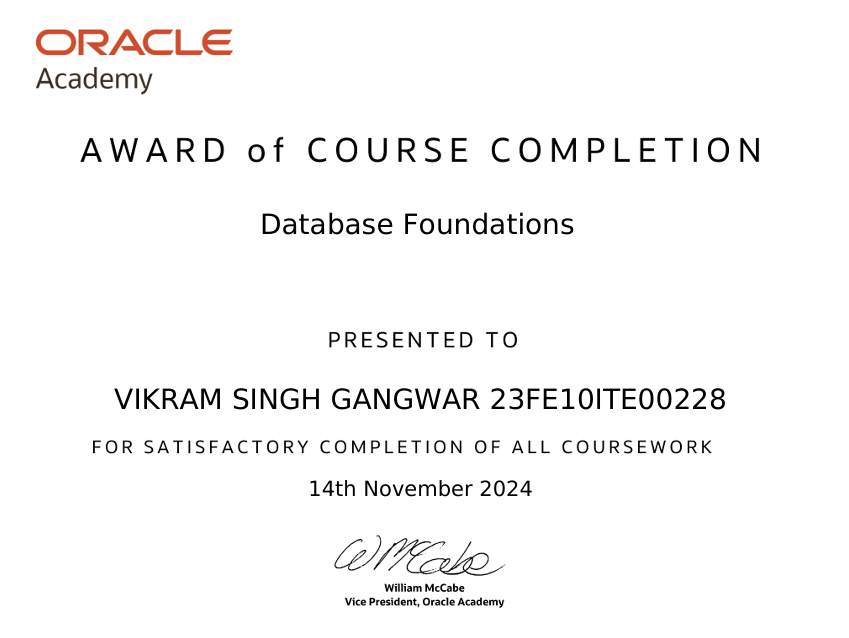 ORACLE
Academy
AWARD of COURSE COMPLETION
Database Foundations
PRESENTED TO
VIKRAM SINGH GANGWAR 23FE10ITE00228
FOR SATISFACTORY COMPLETION OF ALL COURSEWORK
14th November 2024
WMcCabe
William McCabe
Vice President, Oracle Academy